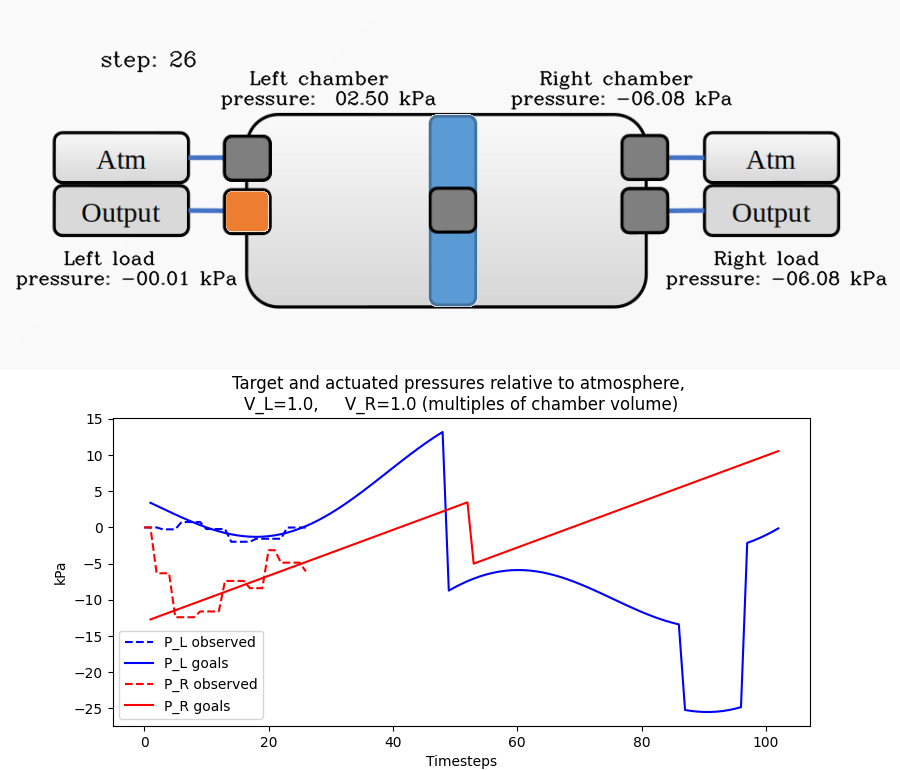 step: 26
Left chamber
pressure:  02.50 kPa
Right chamber
pressure: −06.08 kPa
Atm
Output
Left load
pressure: −00.01 kPa
Atm
Output
Right load
pressure: −06.08 kPa
Target and actuated pressures relative to atmosphere,
V_L=1.0,     V_R=1.0 (multiples of chamber volume)
15
10
5
0
−5
−10
−15
−20
−25
kPa
P_L observed
P_L goals
P_R observed
P_R goals
0 20 40 60 80 100
Timesteps